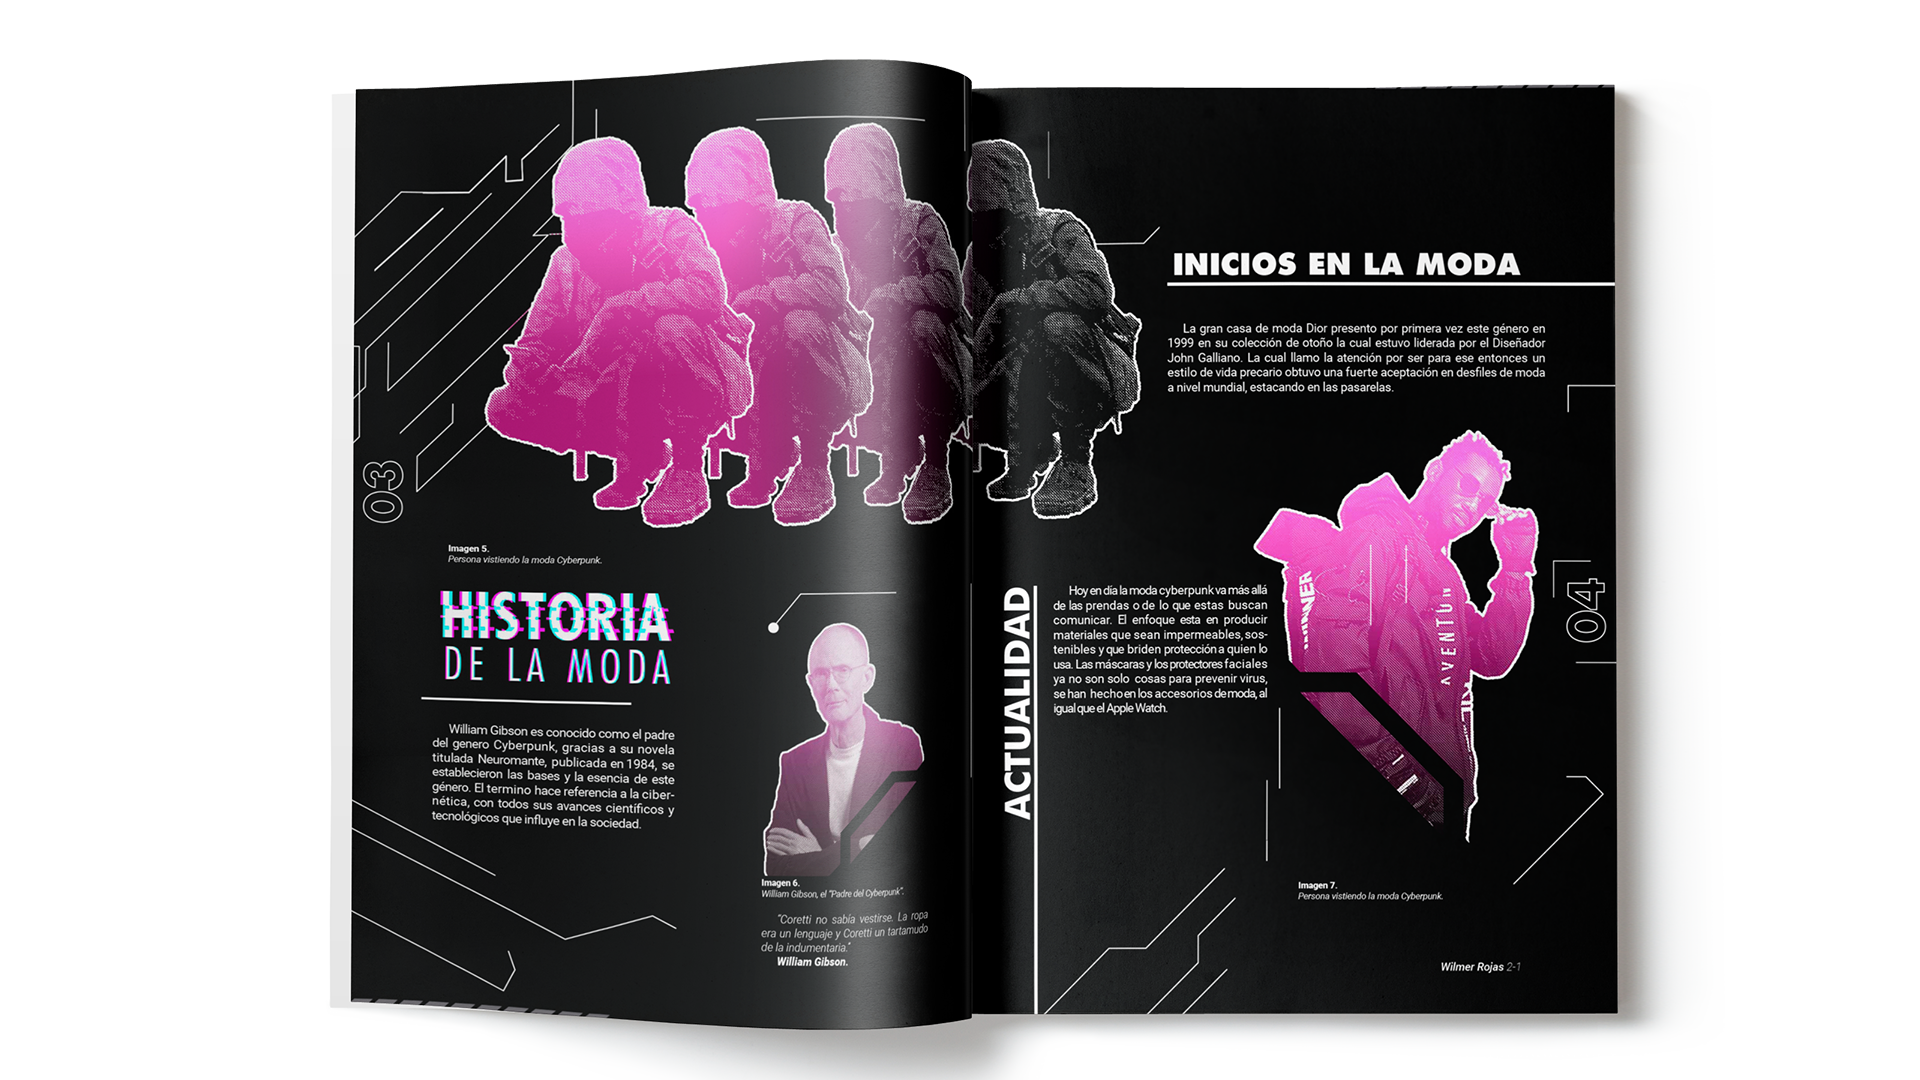 03
Imagen 5.
Persona vistiendo la moda Cyberpunk.
HISTORIA
DE LA MODA
William Gibson es conocido como el padre
del genero Cyberpunk, gracias a su novela
titulada Neuromante, publicada en 1984, se
establecieron las bases y la esencia de este
género. El termino hace referencia a la ciber-
nética, con todos sus avances científicos y
tecnológicos que influye en la sociedad.
Imagen 6.
William Gibson, el "Padre del Cyberpunk".
"Coretti no sabía vestirse. La ropa
era un lenguaje y Coretti un tartamudo
de la indumentaria."
William Gibson.
INICIOS EN LA MODA
La gran casa de moda Dior presento por primera vez este género en
1999 en su colección de otoño la cual estuvo liderada por el Diseñador
John Galliano. La cual llamo la atención por ser para ese entonces un
estilo de vida precario obtuvo una fuerte aceptación en desfiles de moda
a nivel mundial, estacando en las pasarelas.
ACTUALIDAD
Hoy en día la moda cyberpunk va más allá
de las prendas o de lo que estas buscan
comunicar. El enfoque esta en producir
materiales que sean impermeables, sos-
tenibles y que briden protección a quien lo
usa. Las máscaras y los protectores faciales
ya no son solo cosas para prevenir virus,
se han hecho en los accesorios de moda, al
igual que el Apple Watch.
04
Imagen 7.
Persona vistiendo la moda Cyberpunk.
Wilmer Rojas 2-1